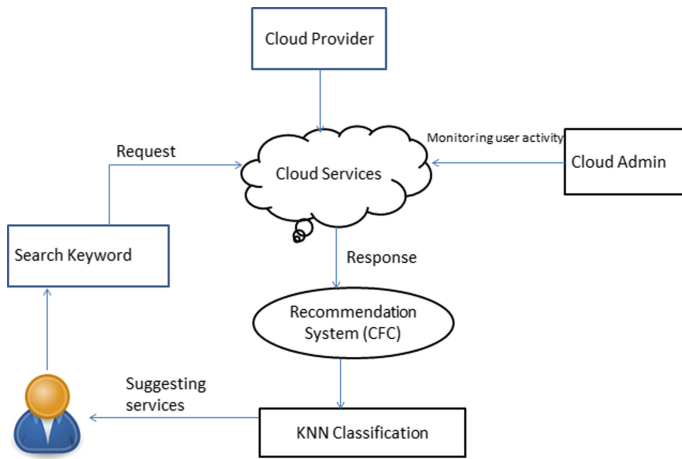 Cloud Provider
Monitoring user activity
Request
Cloud Services
Cloud Admin
Search Keyword
Response
Recommendation
System (CFC)
Suggesting
services
KNN Classification